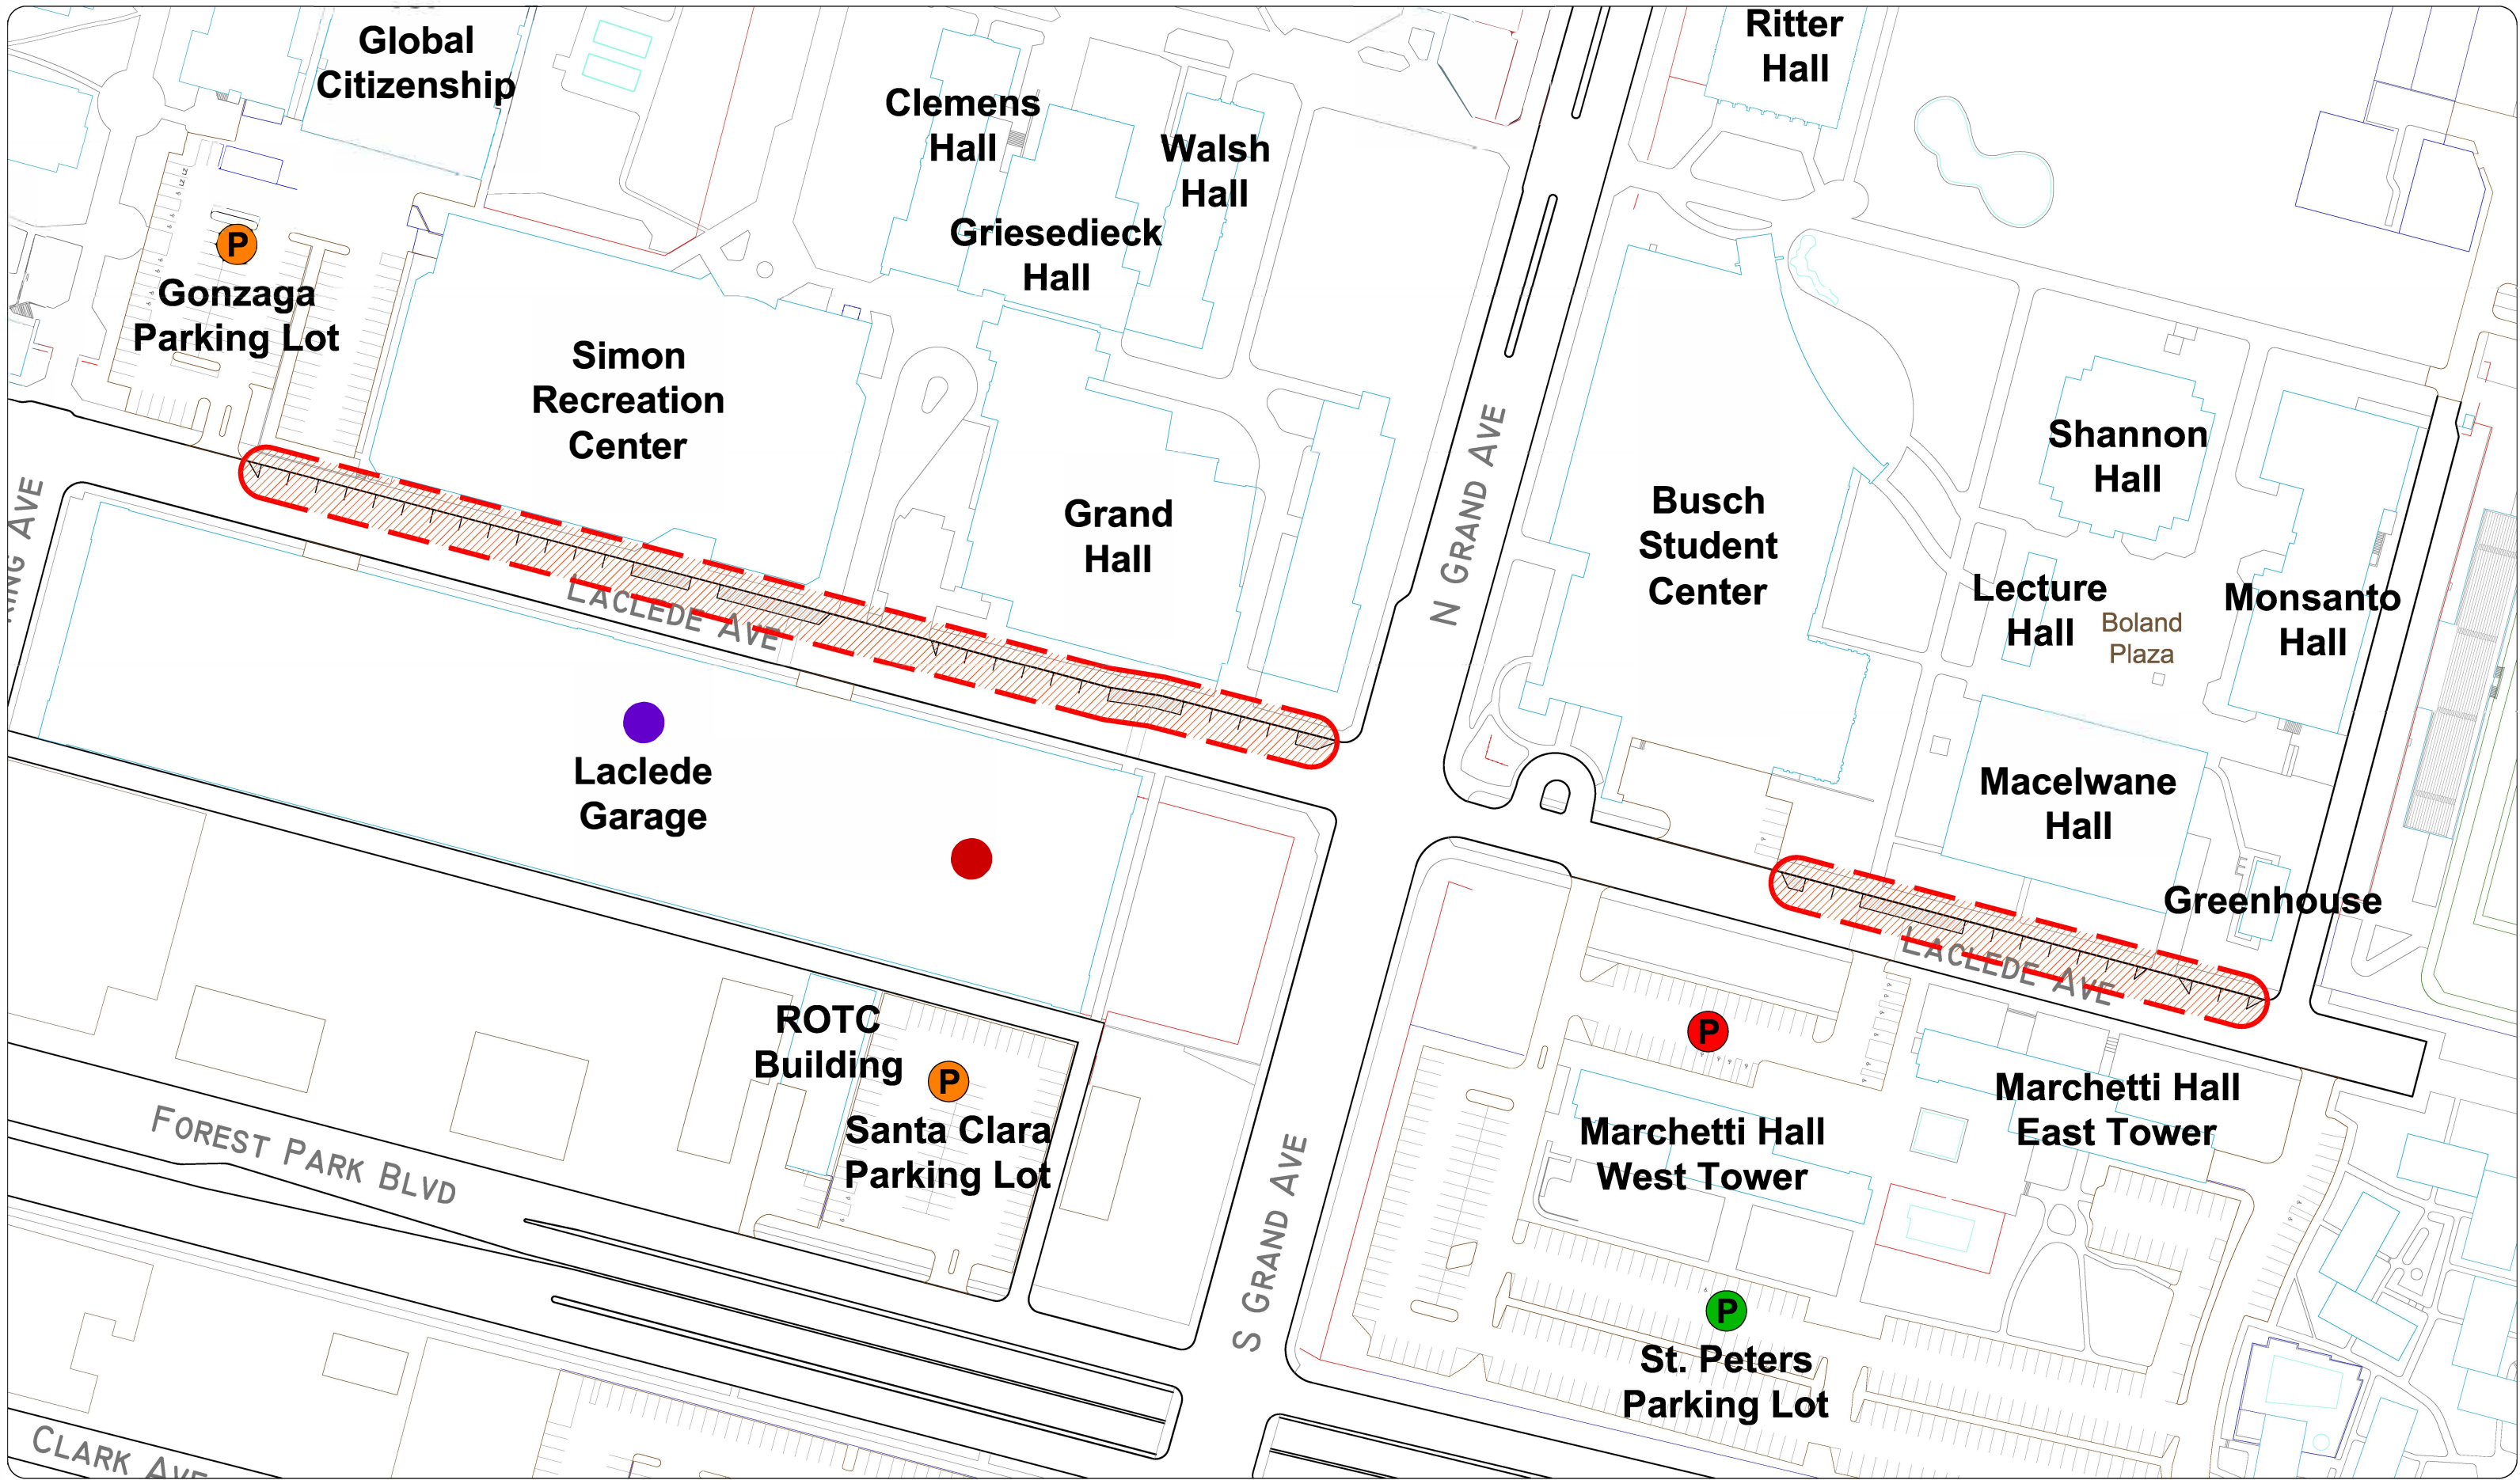 Global
Citizenship
Clemens
Hall
Walsh
Hall
Griesedieck
Hall
Ritter
Hall
P
Gonzaga
Parking Lot
Simon
Recreation
Center
Grand
Hall
N GRAND AVE
Busch
Student
Center
Shannon
Hall
Lecture
Hall
Boland
Plaza
Monsanto
Hall
AVE
LACLEDE AVE
Laclede
Garage
Macelwane
Hall
Greenhouse
LACLEDE AVE
ROTC
Building
P
Santa Clara
Parking Lot
P
Marchetti Hall
West Tower
Marchetti Hall
East Tower
FOREST PARK BLVD
S GRAND AVE
P
St. Peters
Parking Lot
CLARK AVE